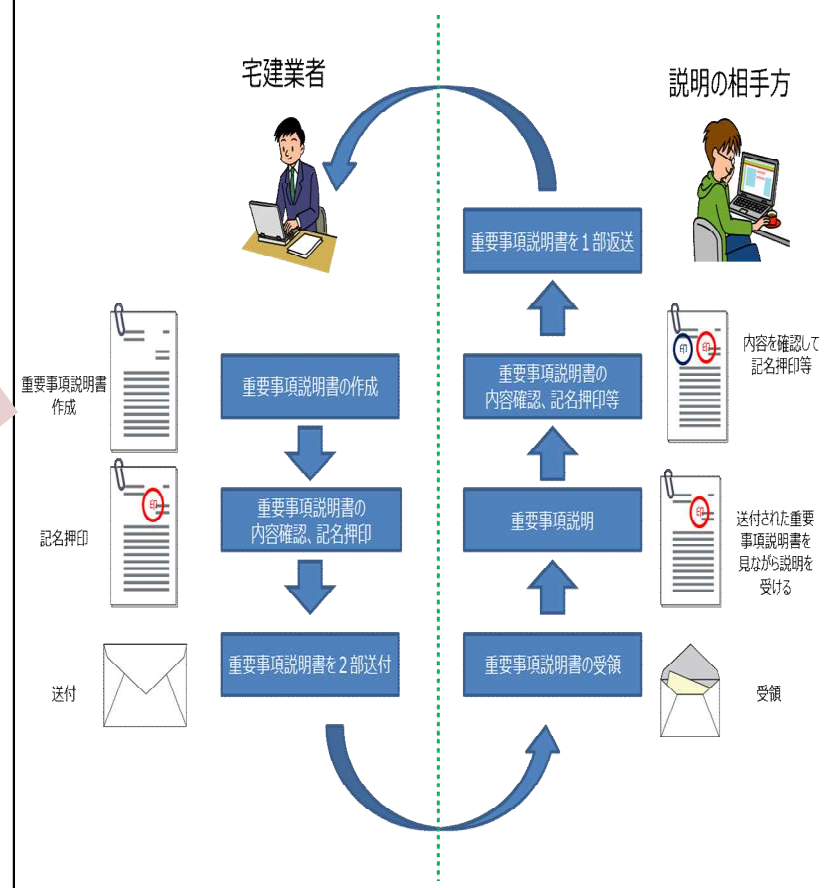 宅建業者
説明の相手方
重要事項説明書
作成
記名押印
送付
重要事項説明書の作成
重要事項説明書の
内容確認、記名押印
重要事項説明書を2部送付
重要事項説明書を1部返送
重要事項説明書の
内容確認、記名押印等
重要事項説明
重要事項説明書の受領
内容を確認して
記名押印等
送付された重要
事項説明書を
見ながら説明を
受ける
受領
印
印
印
印